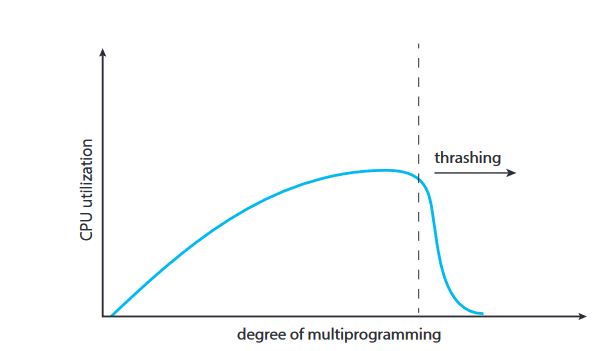 thrashing
CPU utilization
degree of multiprogramming